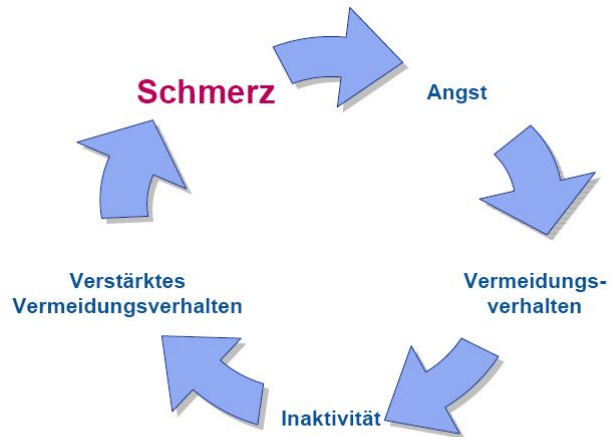 Schmerz
Angst
Vermeidungs-
verhalten
Inaktivität
Verstärktes
Vermeidungsverhalten